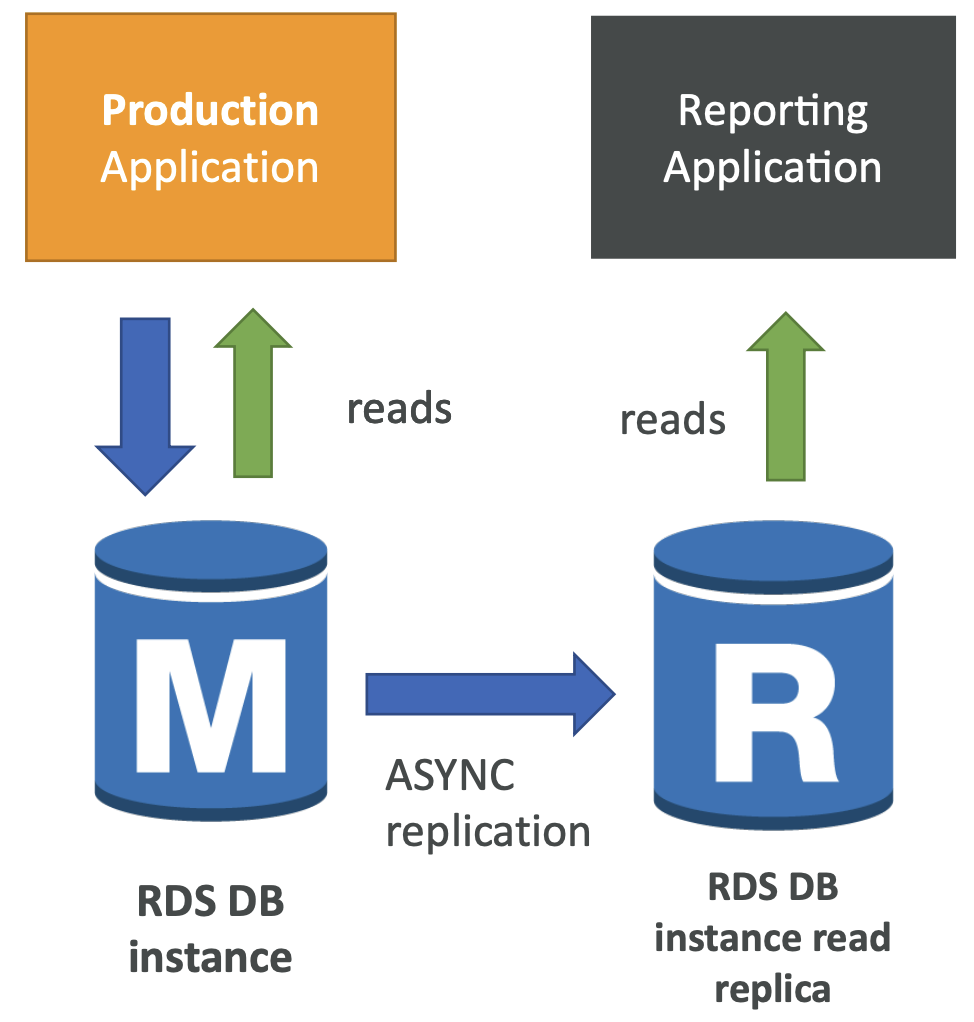 Production
Application
Reporting
Application
reads
reads
M
R
ASYNC
replication
RDS DB
instance
RDS DB
instance read
replica